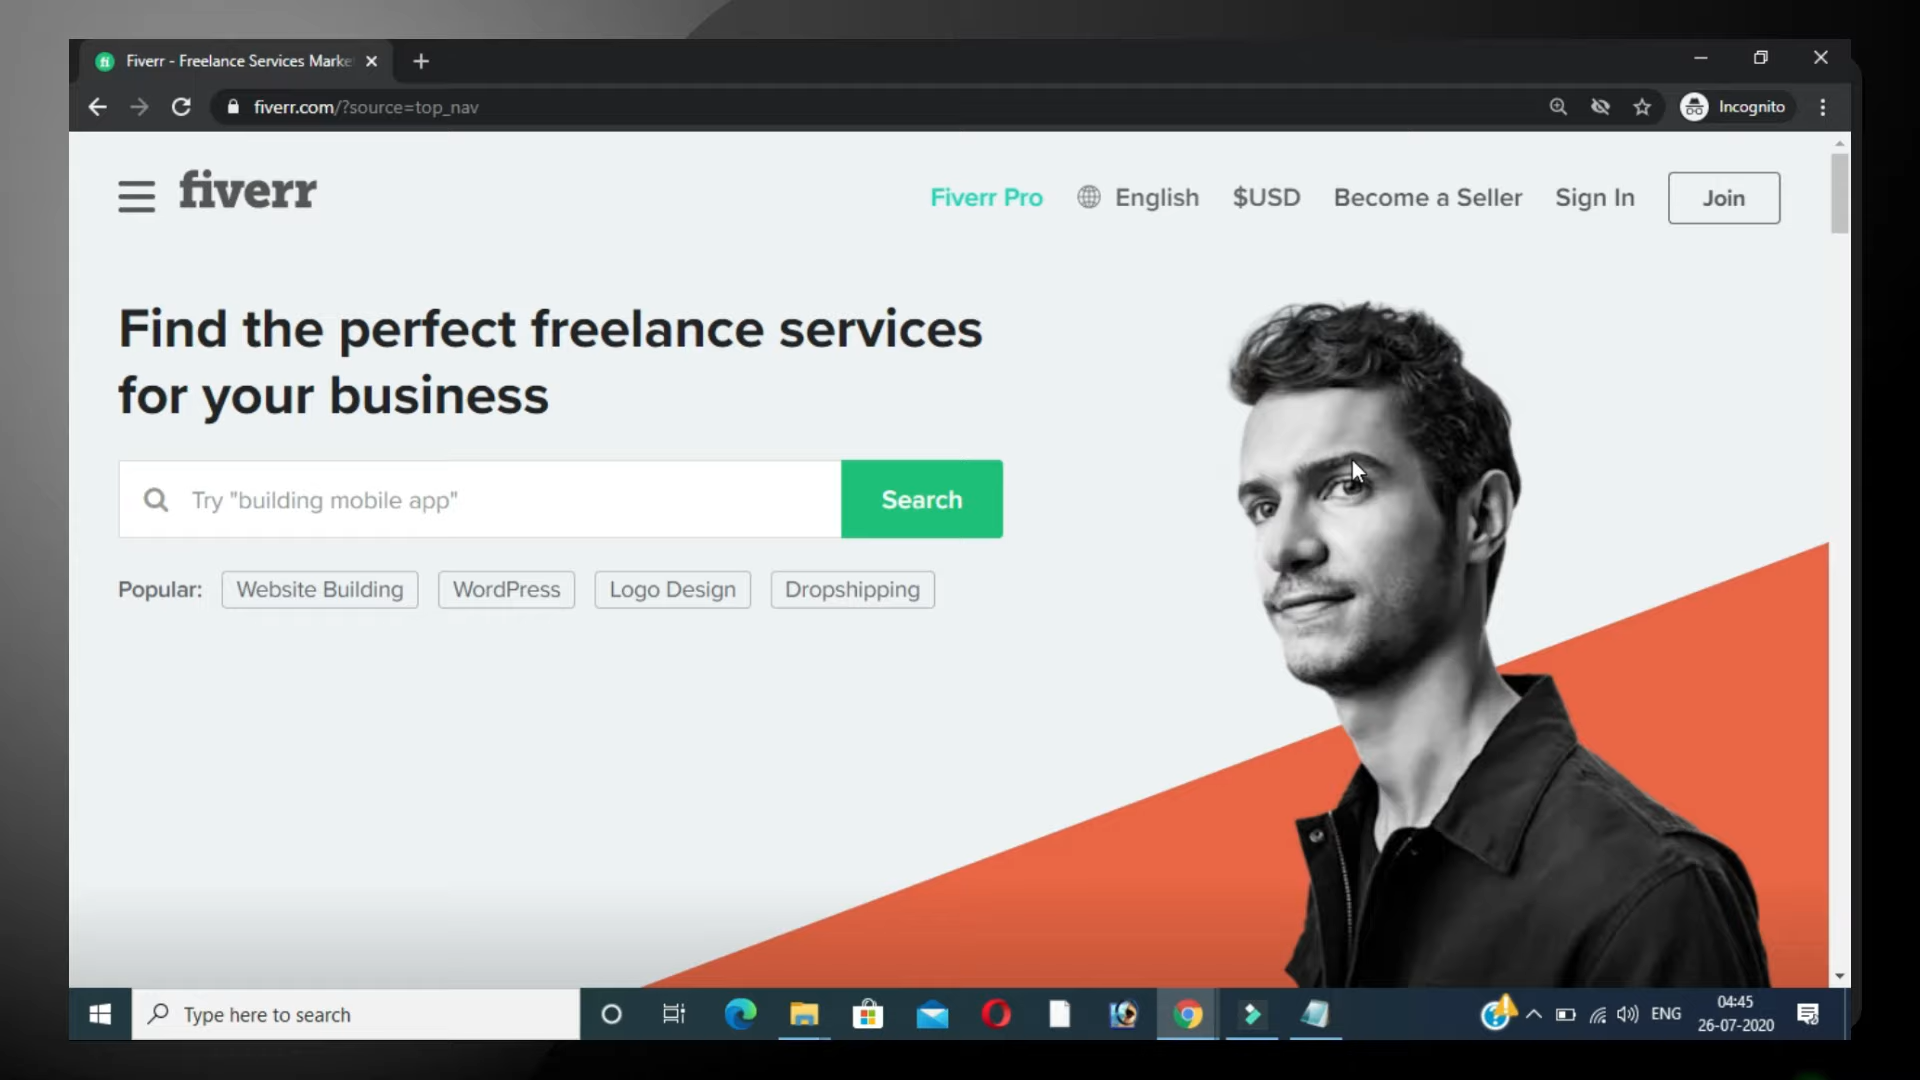 Fiverr - Freelance Services Marke
fiverr.com/?source=top_nav
Incognito
fiverr
Fiverr Pro English $USD Become a Seller Sign In Join
Find the perfect freelance services
for your business
Try "building mobile app" Search
Popular: Website Building WordPress Logo Design Dropshipping
Type here to search
ENG
04:45
26-07-2020